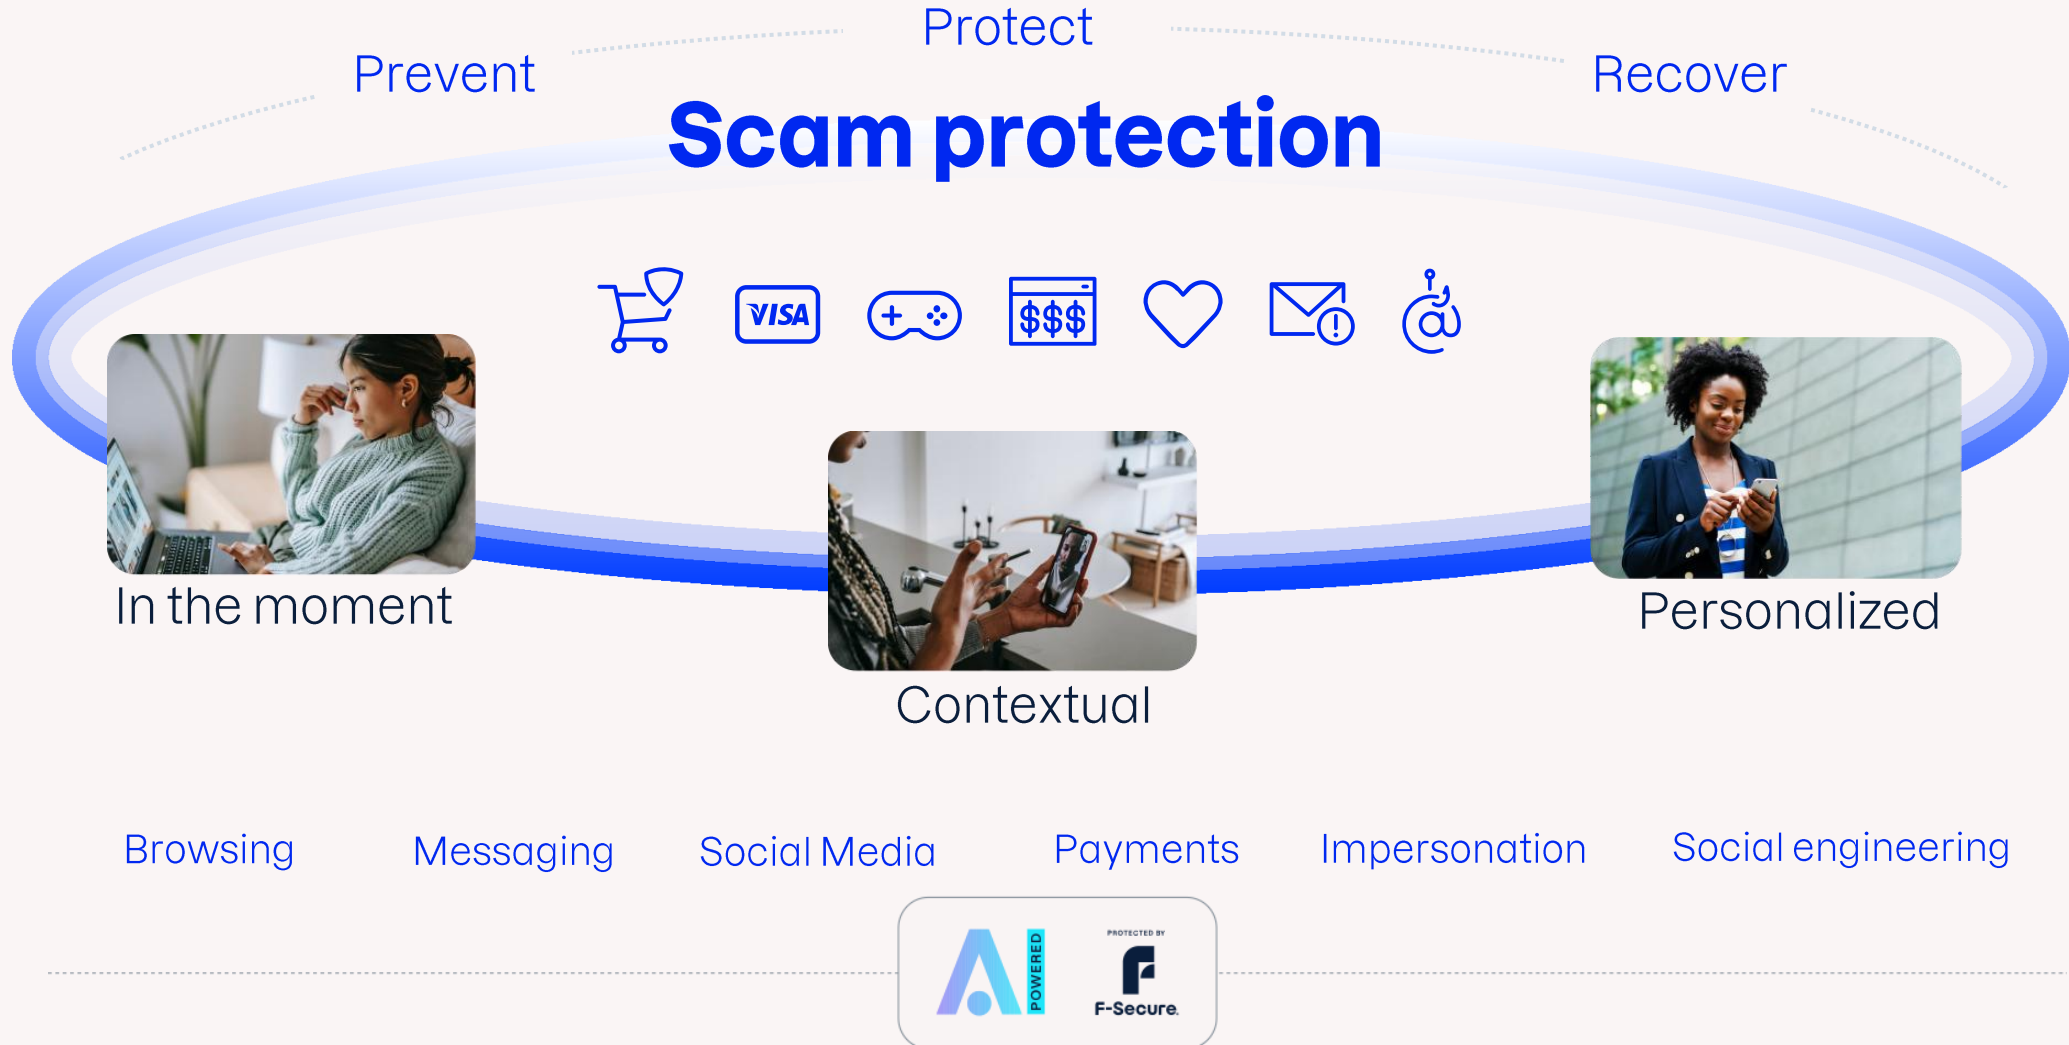 Protect
Prevent
Recover
Scam protection
VISA
$$$
@
In the moment
Personalized
Contextual
Browsing
Messaging
Social Media
Payments
Impersonation
Social engineering
AI POWERED
PROTECTED BY
F-Secure.